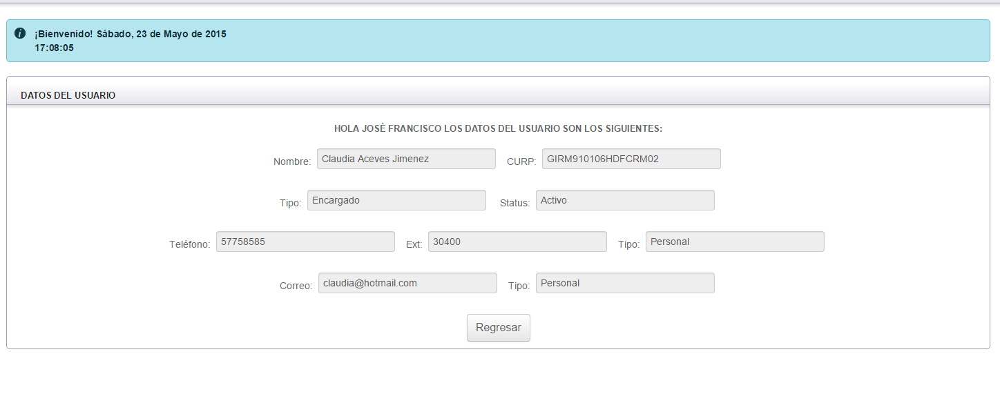 ¡Bienvenido! Sábado, 23 de Mayo de 2015
17:08:05
DATOS DEL USUARIO
HOLA JOSÉ FRANCISCO LOS DATOS DEL USUARIO SON LOS SIGUIENTES:
Nombre: Claudia Aceves Jimenez CURP: GIRM910106HDFCRM02
Tipo: Encargado Status: Activo
Teléfono: 57758585 Ext: 30400 Tipo: Personal
Correo: claudia@hotmail.com Tipo: Personal
Regresar